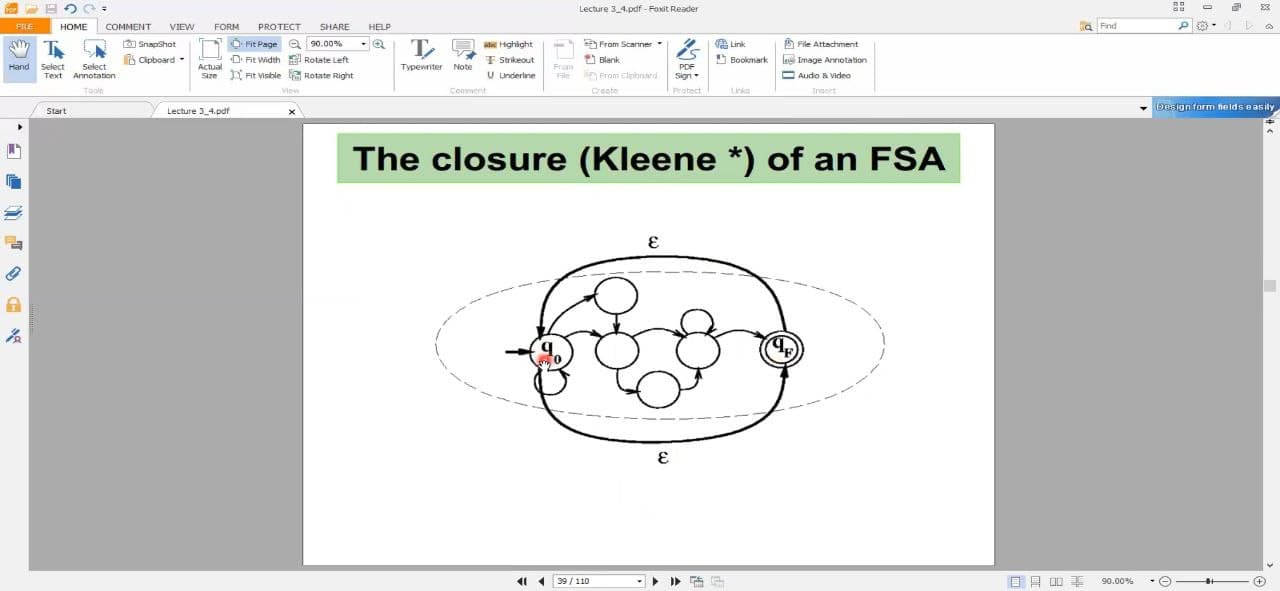 Lecture 3_4.pdf - Foxit Reader
FILE HOME COMMENT VIEW FORM PROTECT SHARE HELP
Find
Hand
Select Text
Select Annotation
SnapShot
Clipboard
Tools
Actual Size
Fit Page
Fit Width
Fit Visible
90.00%
Rotate Left
Rotate Right
View
Typewriter
Note
Highlight
Strikeout
Underline
Comment
From File
From Scanner
Blank
From Clipboard
Create
PDF Sign
Protect
Link
Bookmark
Links
File Attachment
Image Annotation
Audio & Video
Insert
Start
Lecture 3_4.pdf
Design form fields easily
The closure (Kleene *) of an FSA
ε
q0
qF
ε
39 / 110
90.00%